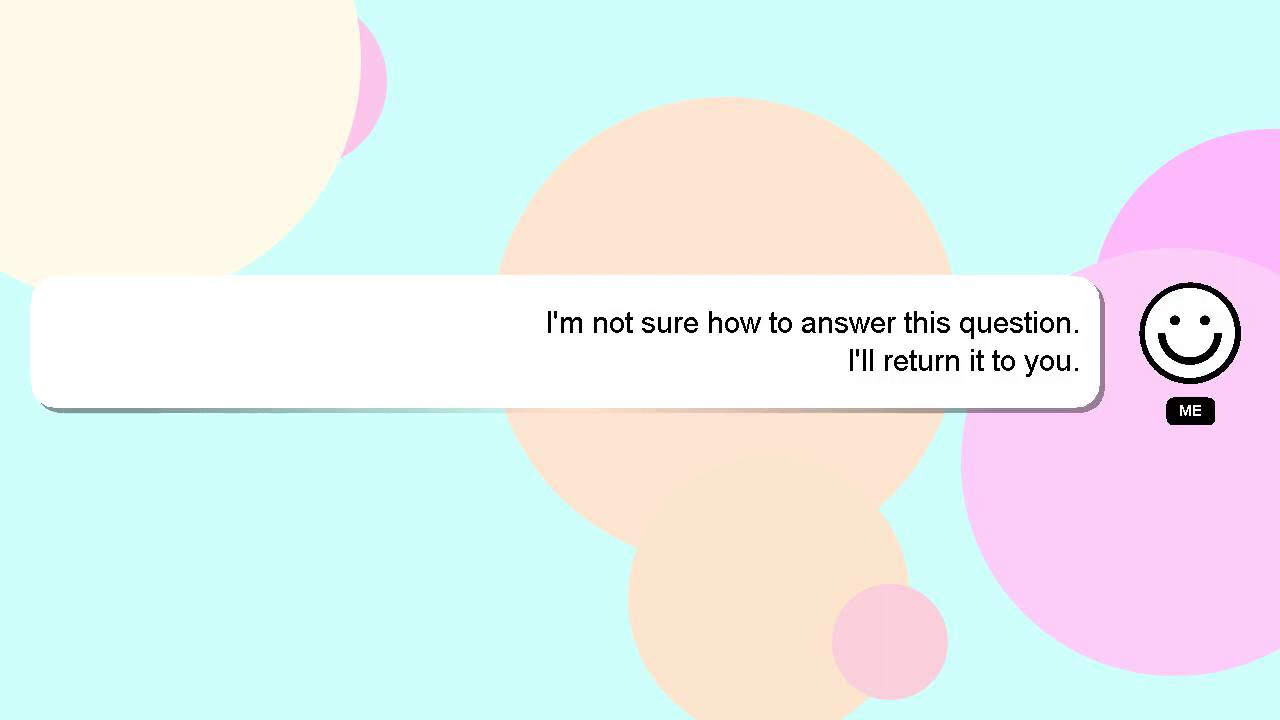 I'm not sure how to answer this question.
I'll return it to you.
ME